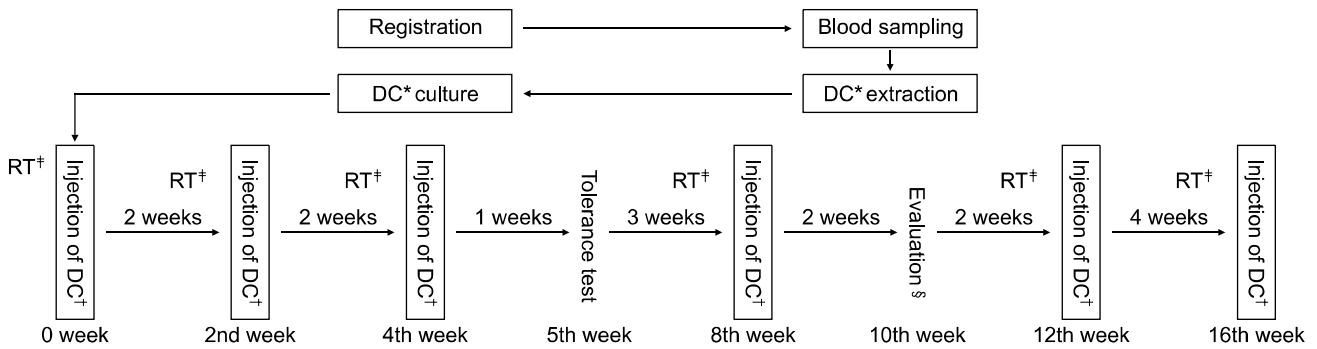 Registration
Blood sampling
DC* culture
DC* extraction
RT‡
Injection of DC†
2 weeks
RT‡
Injection of DC†
2 weeks
RT‡
Injection of DC†
1 weeks
Tolerance test
3 weeks
RT‡
Injection of DC†
2 weeks
Evaluation§
2 weeks
RT‡
Injection of DC†
4 weeks
RT‡
Injection of DC†
0 week
2nd week
4th week
5th week
8th week
10th week
12th week
16th week